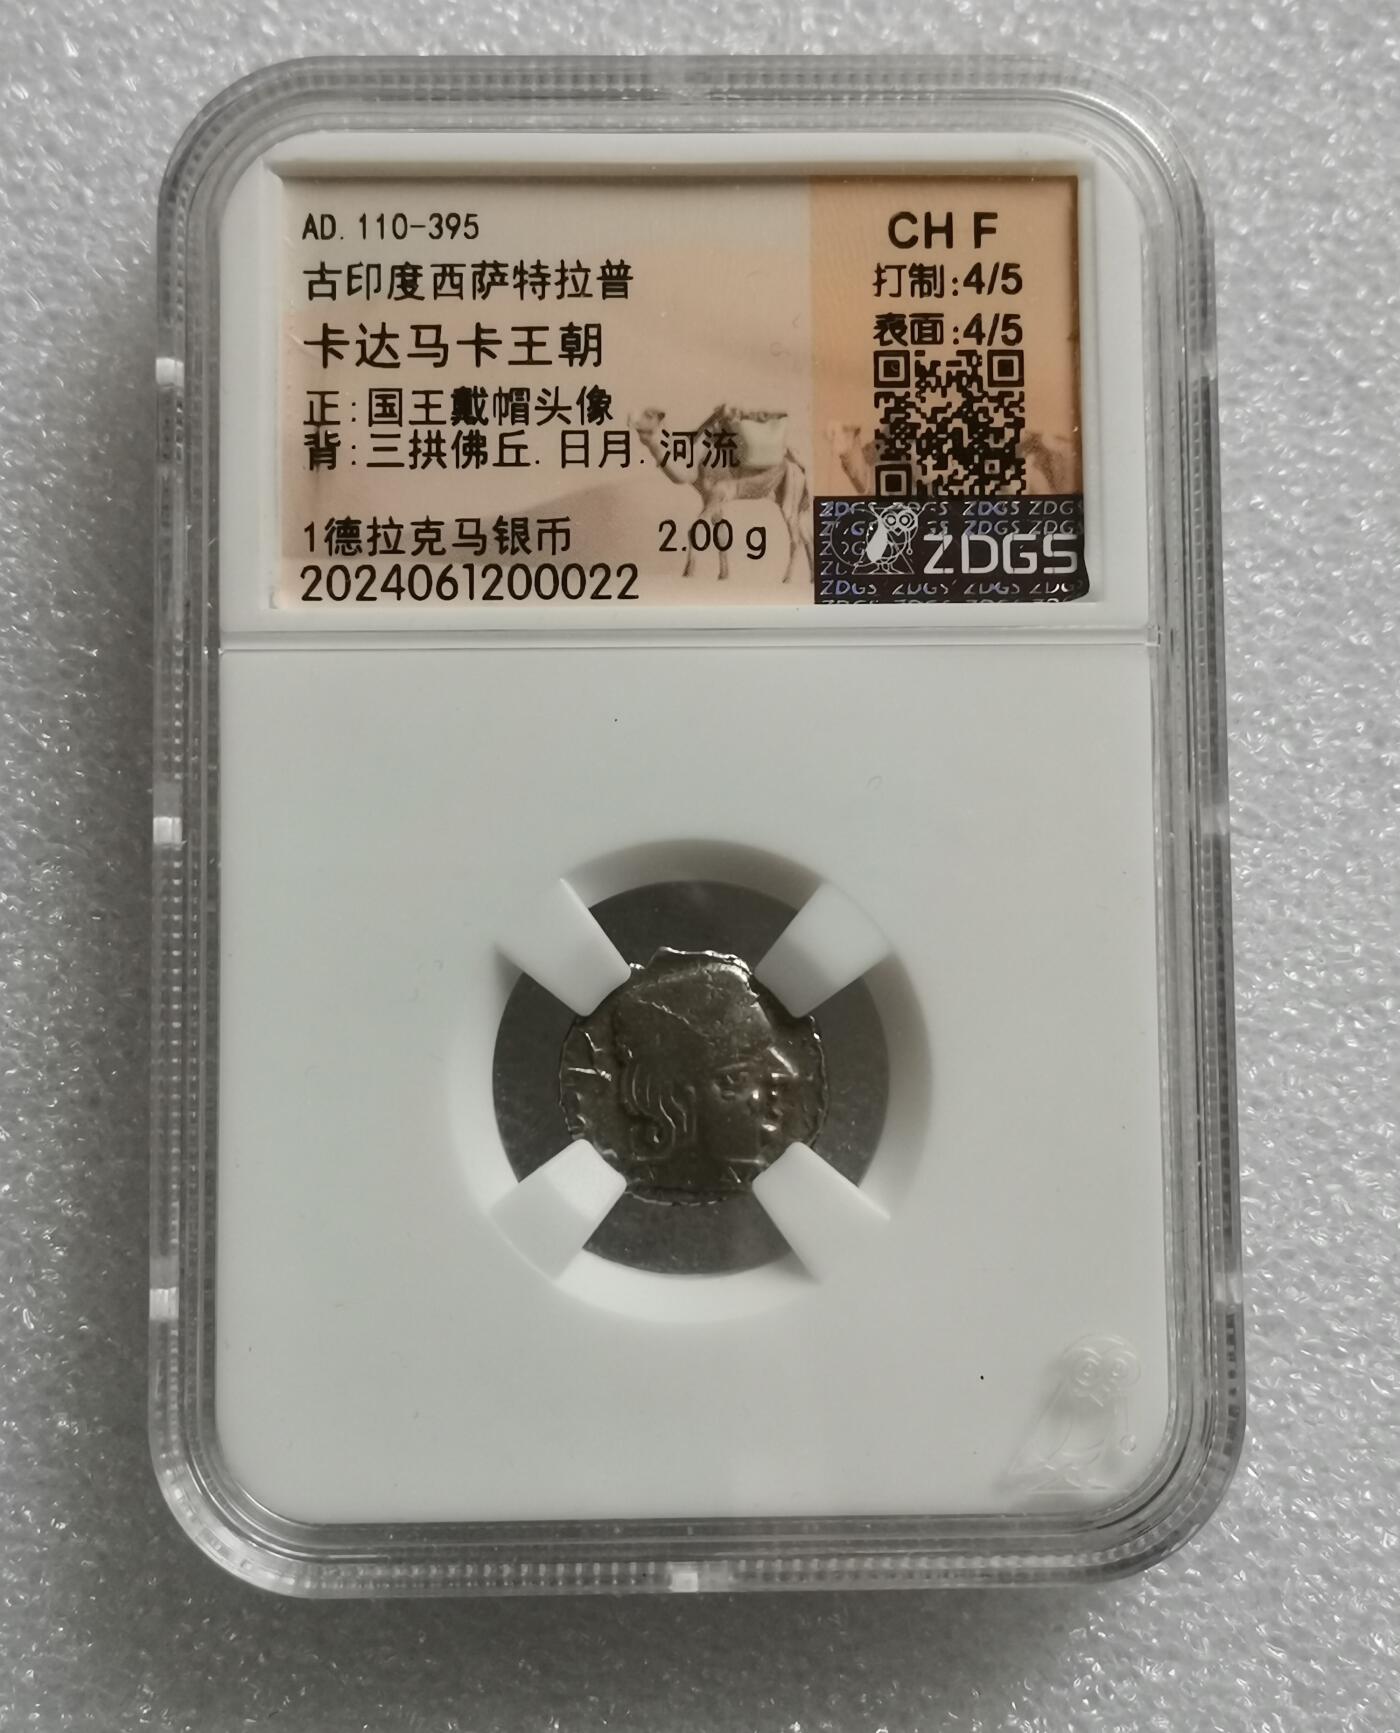 AD. 110-395
古印度西萨特拉普
卡达马卡王朝
正:国王戴帽头像
背:三拱佛丘.日月.河流
1德拉克马银币 2.00 g
2024061200022
CH F
打制:4/5
表面:4/5
ZDGS